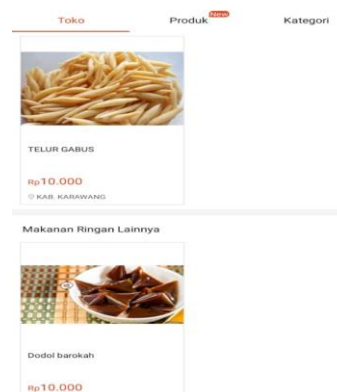 Toko Produk New Kategori
TELUR GABUS
Rp10.000
KAB. KARAWANG
Makanan Ringan Lainnya
Dodol barokah
Rp10.000